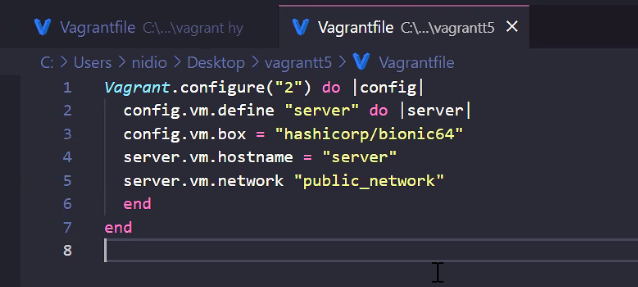 Vagrantfile C:\...\vagrant hy Vagrantfile C:\...\vagrantt5
C: > Users > nidio > Desktop > vagrantt5 > Vagrantfile
1 Vagrant.configure("2") do |config|
2 config.vm.define "server" do |server|
3 config.vm.box = "hashicorp/bionic64"
4 server.vm.hostname = "server"
5 server.vm.network "public_network"
6 end
7 end
8